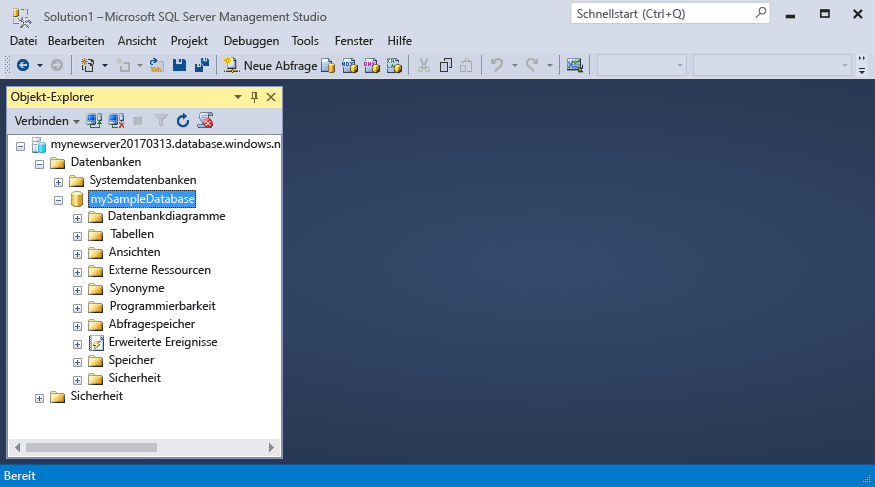 Solution1 –Microsoft SQL Server Management Studio
Schnellstart (Ctrl+Q)
Datei Bearbeiten Ansicht Projekt Debuggen Tools Fenster Hilfe
Neue Abfrage
Objekt-Explorer
Verbinden
mynewserver20170313.database.windows.n
Datenbanken
Systemdatenbanken
mySampleDatabase
Datenbankdiagramme
Tabellen
Ansichten
Externe Ressourcen
Synonyme
Programmierbarkeit
Abfragespeicher
Erweiterte Ereignisse
Speicher
Sicherheit
Sicherheit
Bereit